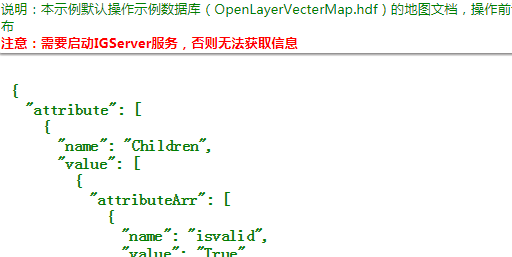 说明：本示例默认操作示例数据库（OpenLayerVecterMap.hdf）的地图文档，操作前
布
注意：需要启动IGServer服务，否则无法获取信息
{
"attribute": [
{
"name": "Children",
"value": [
{
"attributeArr": [
{
"name": "isvalid",
"value": "True"